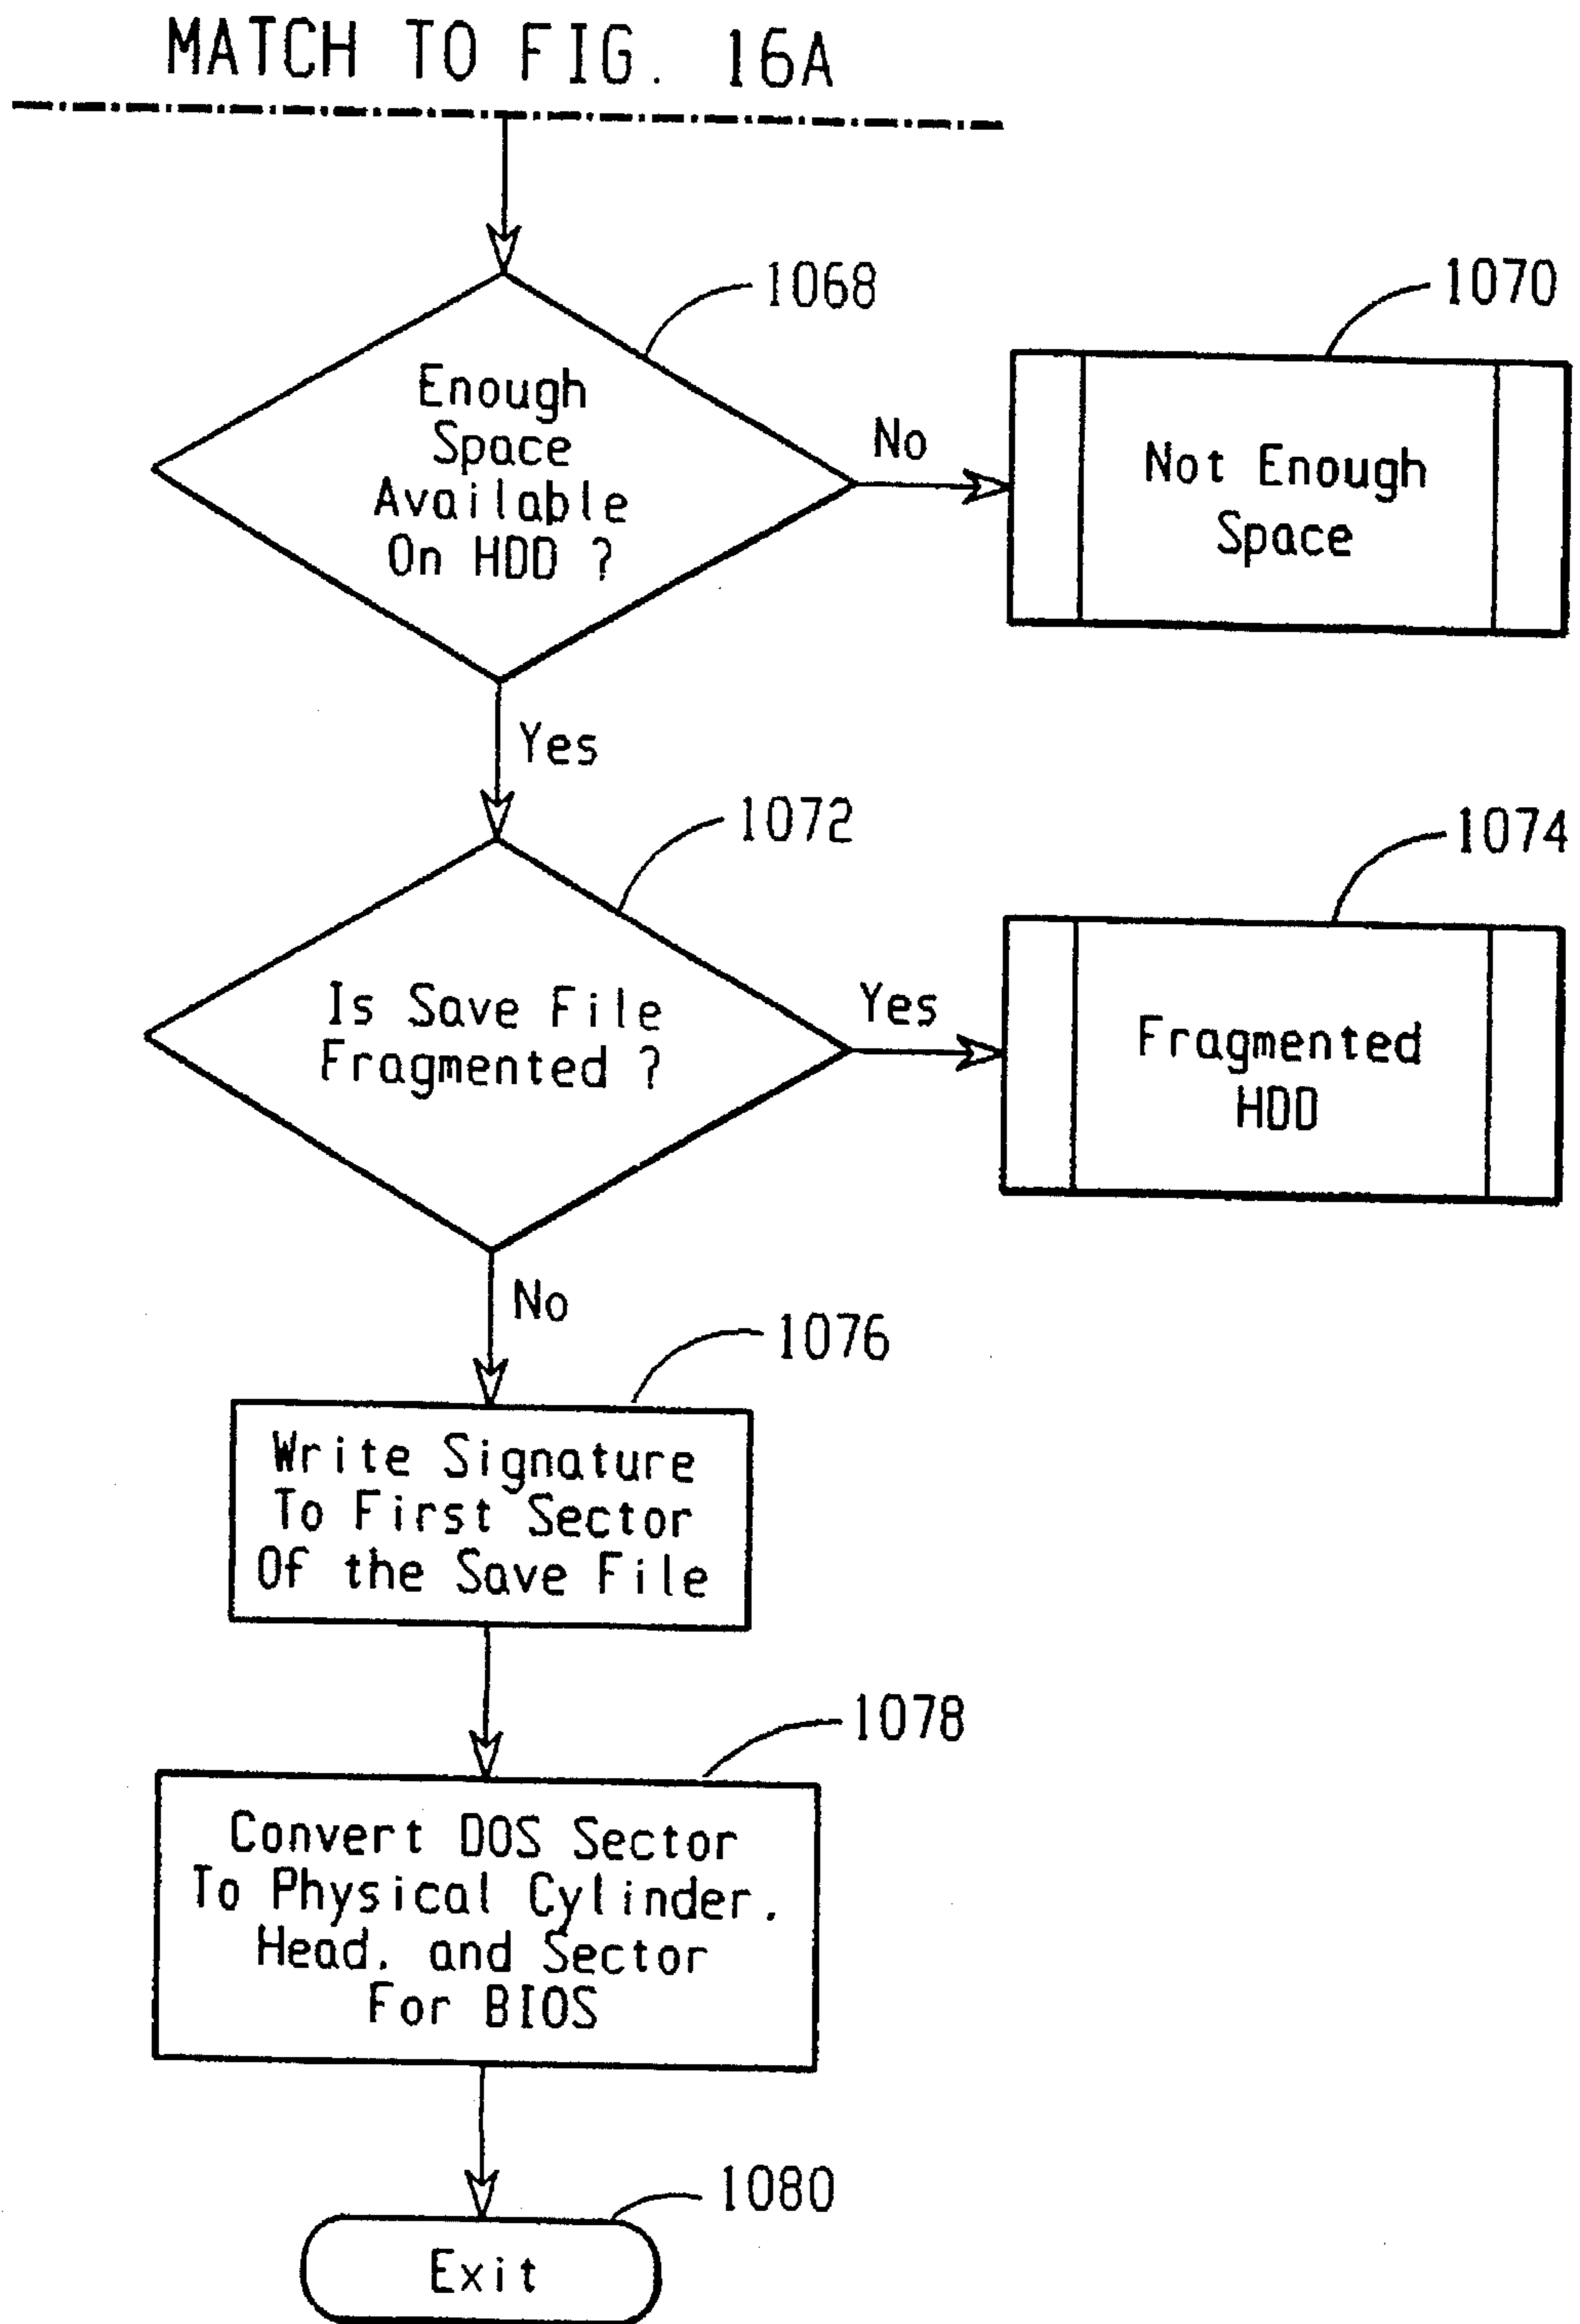 MATCH TO FIG. 16A
1068
Enough
Space
Available
On HDD ?
No
1070
Not Enough
Space
Yes
1072
Is Save File
Fragmented ?
Yes
1074
Fragmented
HDD
No
1076
Write Signature
To First Sector
Of the Save File
1078
Convert DOS Sector
To Physical Cylinder,
Head, and Sector
For BIOS
1080
Exit